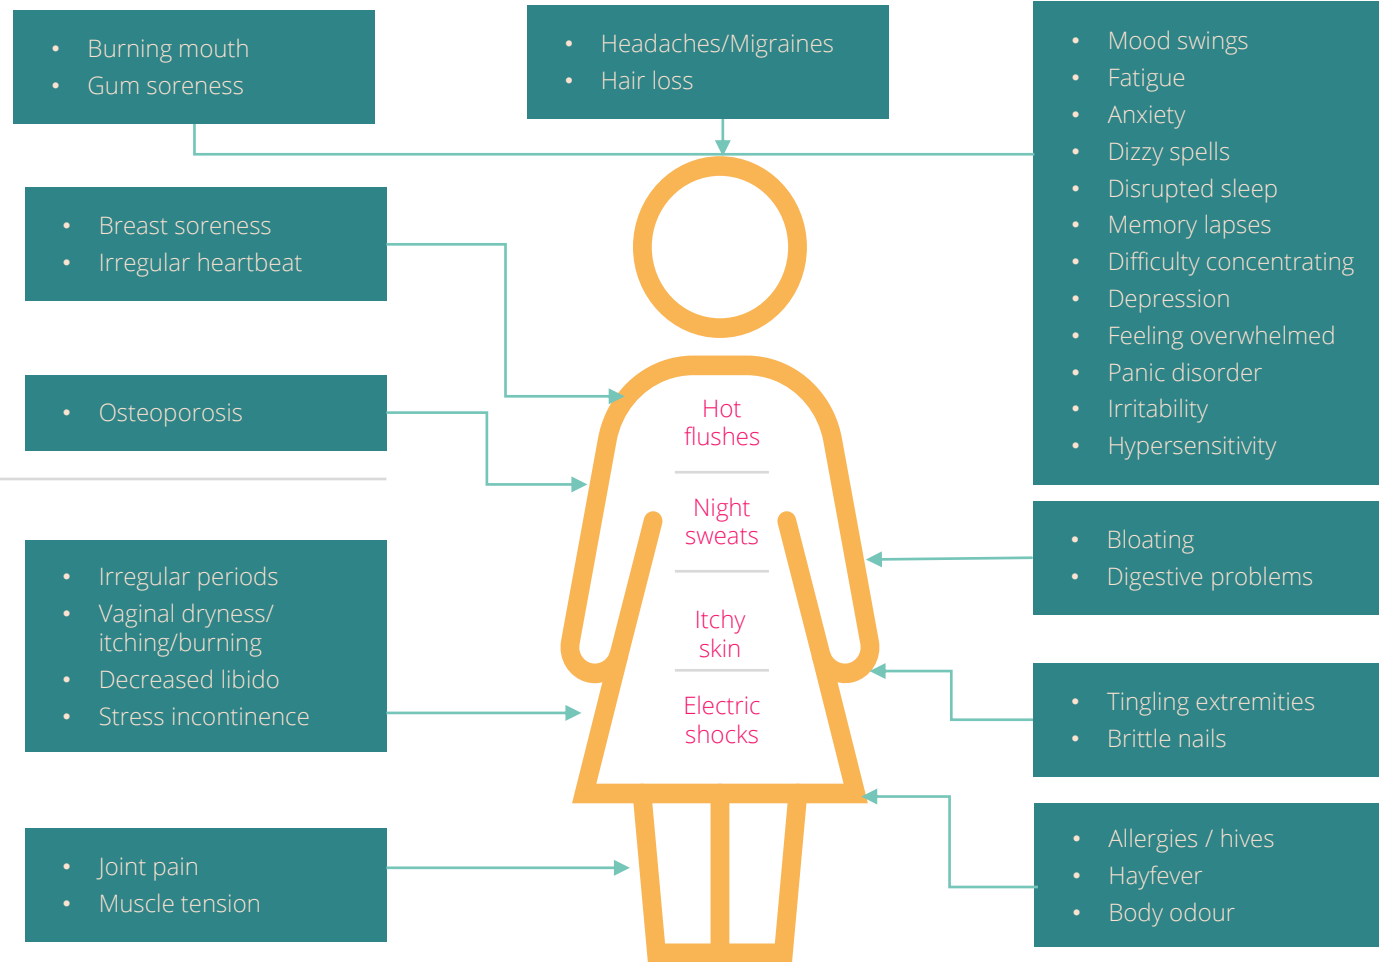 • Burning mouth
• Gum soreness
• Headaches/Migraines
• Hair loss
• Mood swings
• Fatigue
• Anxiety
• Dizzy spells
• Disrupted sleep
• Memory lapses
• Difficulty concentrating
• Depression
• Feeling overwhelmed
• Panic disorder
• Irritability
• Hypersensitivity
• Breast soreness
• Irregular heartbeat
• Osteoporosis
Hot
flushes
Night
sweats
Itchy
skin
Electric
shocks
• Bloating
• Digestive problems
• Irregular periods
• Vaginal dryness/
itching/burning
• Decreased libido
• Stress incontinence
• Tingling extremities
• Brittle nails
• Joint pain
• Muscle tension
• Allergies / hives
• Hayfever
• Body odour